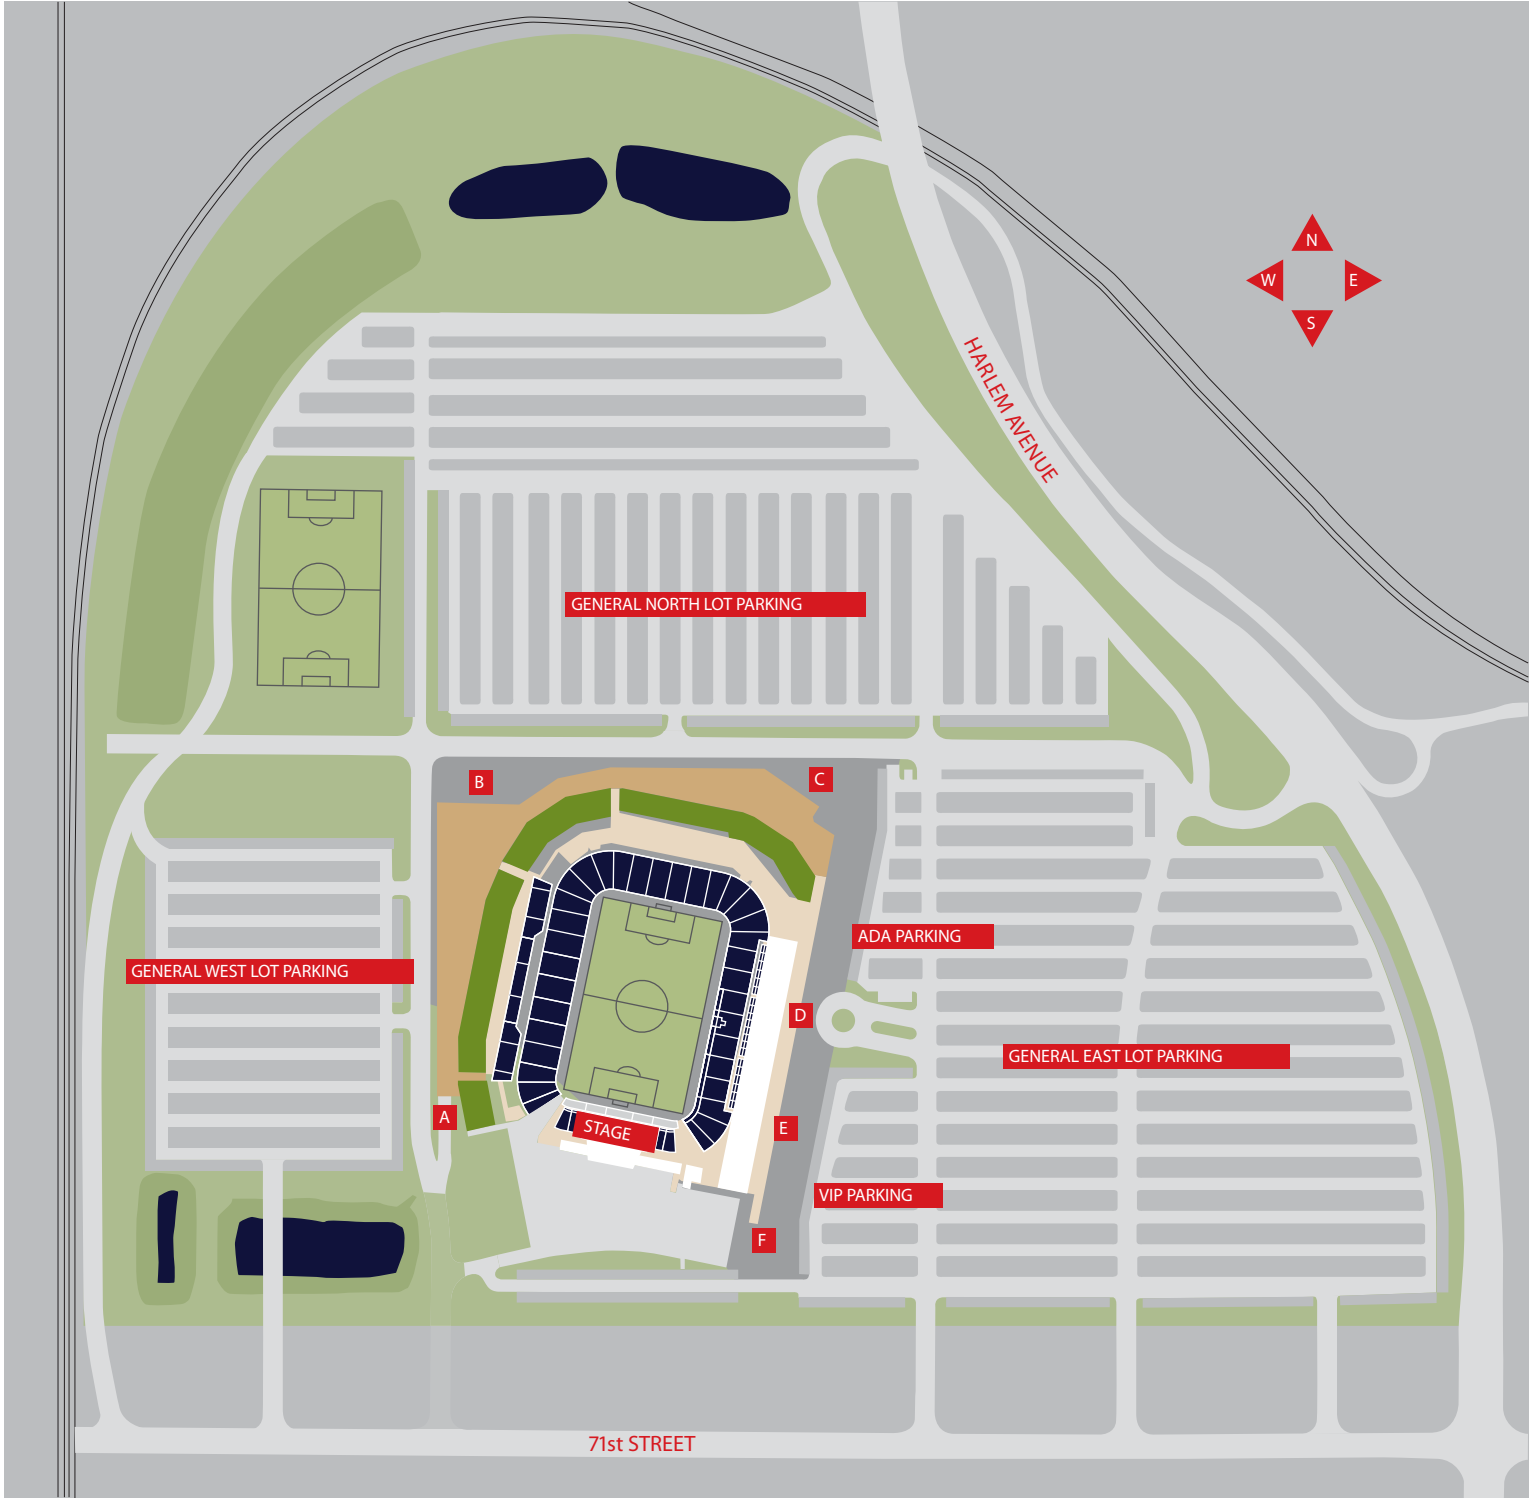 N
W
E
S
HARLEM AVENUE
GENERAL NORTH LOT PARKING
B
C
ADA PARKING
GENERAL WEST LOT PARKING
D
GENERAL EAST LOT PARKING
A
STAGE
E
VIP PARKING
F
71st STREET